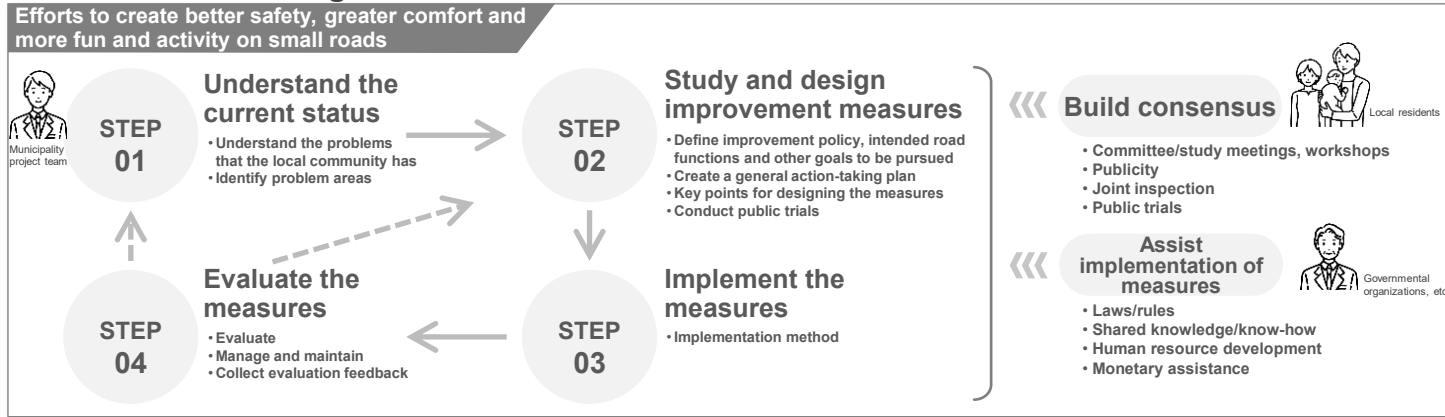 Efforts to create better safety, greater comfort and
more fun and activity on small roads
Municipality
project team
STEP
01
Understand the
current status
• Understand the problems
that the local community has
• Identify problem areas
STEP
02
Study and design
improvement measures
• Define improvement policy, intended road
functions and other goals to be pursued
• Create a general action-taking plan
• Key points for designing the measures
• Conduct public trials
STEP
03
Implement the
measures
• Implementation method
STEP
04
Evaluate the
measures
• Evaluate
• Manage and maintain
• Collect evaluation feedback
Build consensus
Local residents
• Committee/study meetings, workshops
• Publicity
• Joint inspection
• Public trials
Assist
implementation of
measures
Governmental
organizations, etc
• Laws/rules
• Shared knowledge/know-how
• Human resource development
• Monetary assistance